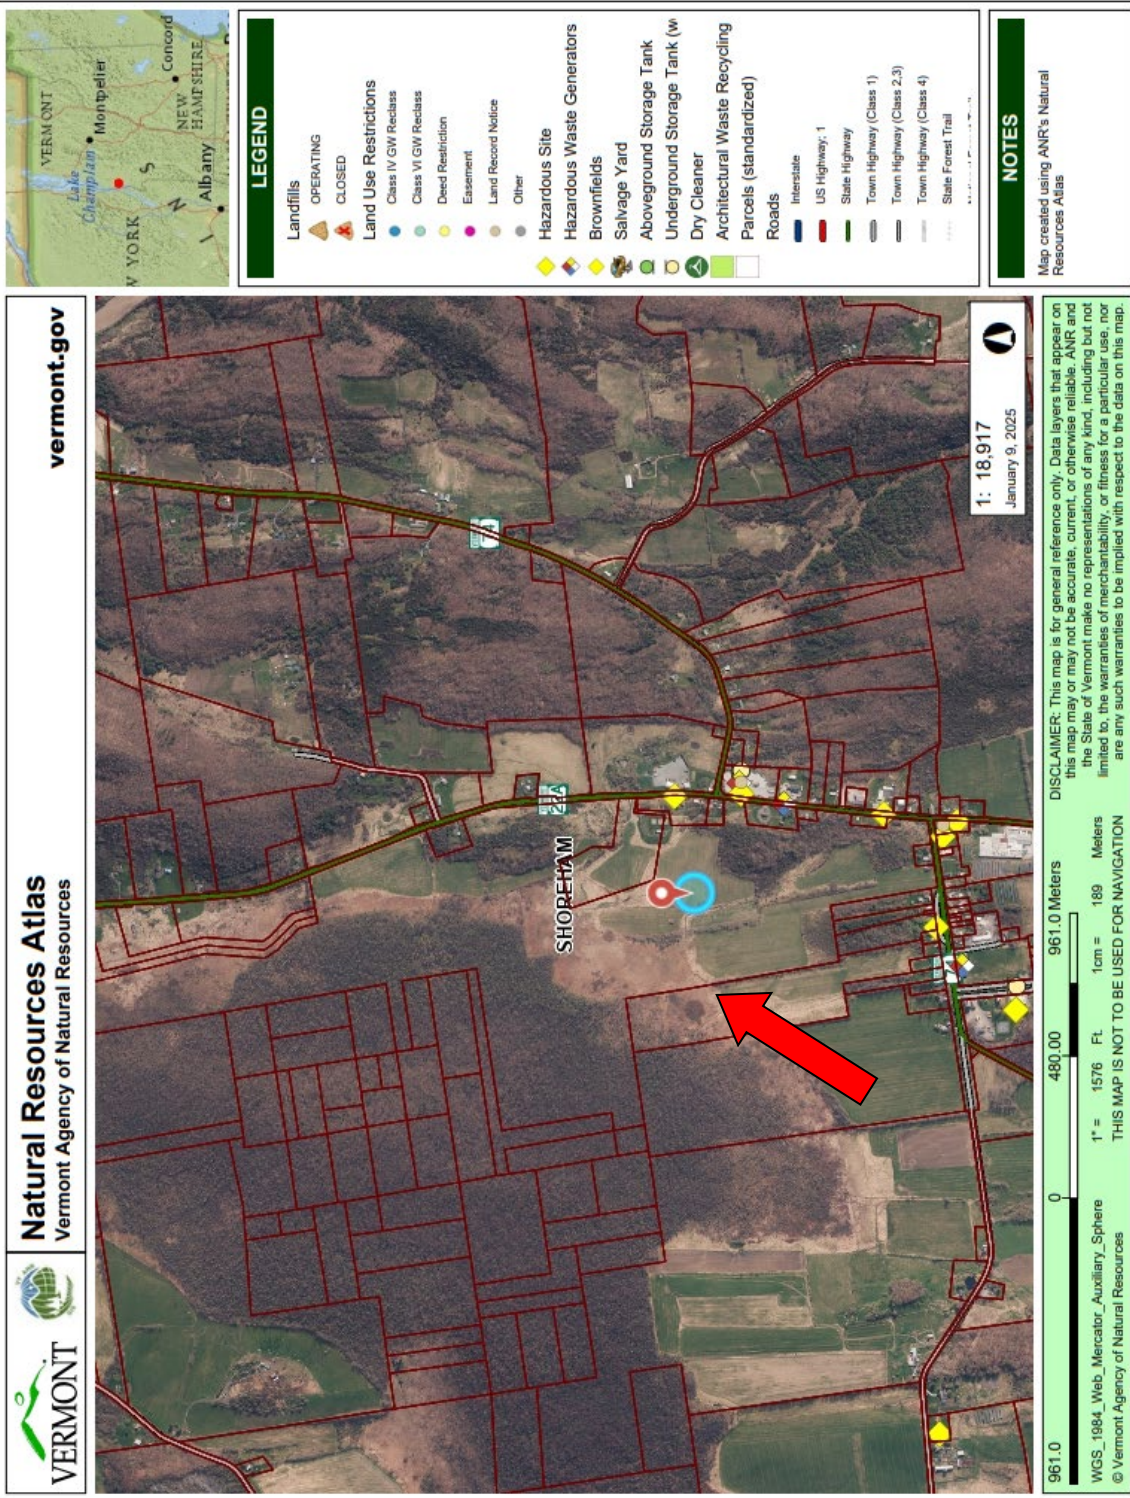 VERMONT
Natural Resources Atlas
Vermont Agency of Natural Resources
vermont.gov
VERMONT
Lake
Champlain
Montpelier
Concord
NEW
HAMPSHIRE
Albany
SHOREHAM
1: 18,917
January 9, 2025
LEGEND
Landfills
OPERATING
CLOSED
Land Use Restrictions
Class IV GW Reclass
Class VI GW Reclass
Deed Restriction
Easement
Land Record Notice
Other
Hazardous Site
Hazardous Waste Generators
Brownfields
Salvage Yard
Aboveground Storage Tank
Underground Storage Tank (w
Dry Cleaner
Architectural Waste Recycling
Parcels (standardized)
Roads
Interstate
US Highway; 1
State Highway
Town Highway (Class 1)
Town Highway (Class 2,3)
Town Highway (Class 4)
State Forest Trail
NOTES
Map created using ANR's Natural
Resources Atlas
961.0 0 480.00 961.0 Meters
WGS_1984_Web_Mercator_Auxiliary_Sphere 1" = 1576 Ft. 1cm = 189 Meters
© Vermont Agency of Natural Resources THIS MAP IS NOT TO BE USED FOR NAVIGATION
DISCLAIMER: This map is for general reference only. Data layers that appear on
this map may or may not be accurate, current, or otherwise reliable. ANR and
the State of Vermont make no representations of any kind, including but not
limited to, the warranties of merchantability, or fitness for a particular use, nor
are any such warranties to be implied with respect to the data on this map.